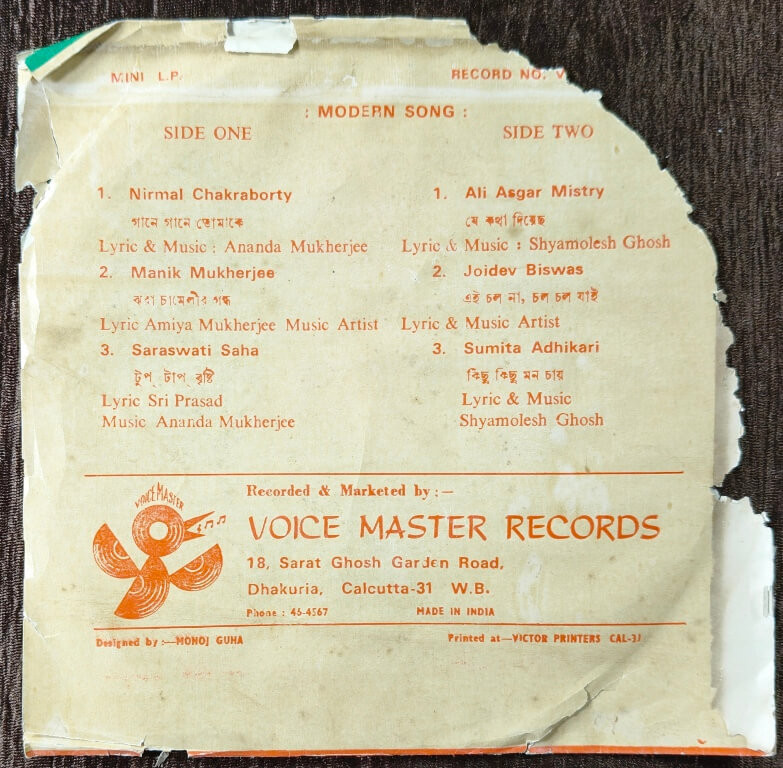 MINI L.P.
RECORD NO. V
: MODERN SONG :
SIDE ONE
1. Nirmal Chakraborty
গানে গানে তোমাকে
Lyric & Music : Ananda Mukherjee
2. Manik Mukherjee
ঝরা চামেলীর গন্ধ
Lyric Amiya Mukherjee Music Artist
3. Saraswati Saha
টুপ্ টাপ্ বৃষ্টি
Lyric Sri Prasad
Music Ananda Mukherjee
SIDE TWO
1. Ali Asgar Mistry
যে কথা দিয়েছ
Lyric & Music : Shyamolesh Ghosh
2. Joidev Biswas
এই চল না, চল চল যাই
Lyric & Music Artist
3. Sumita Adhikari
কিছু কিছু মন চায়
Lyric & Music
Shyamolesh Ghosh
VOICE MASTER
Recorded & Marketed by :—
VOICE MASTER RECORDS
18, Sarat Ghosh Garden Road,
Dhakuria, Calcutta-31 W.B.
Phone : 46-4567 MADE IN INDIA
Designed by :—MONOJ GUHA
Printed at—VICTOR PRINTERS CAL-31